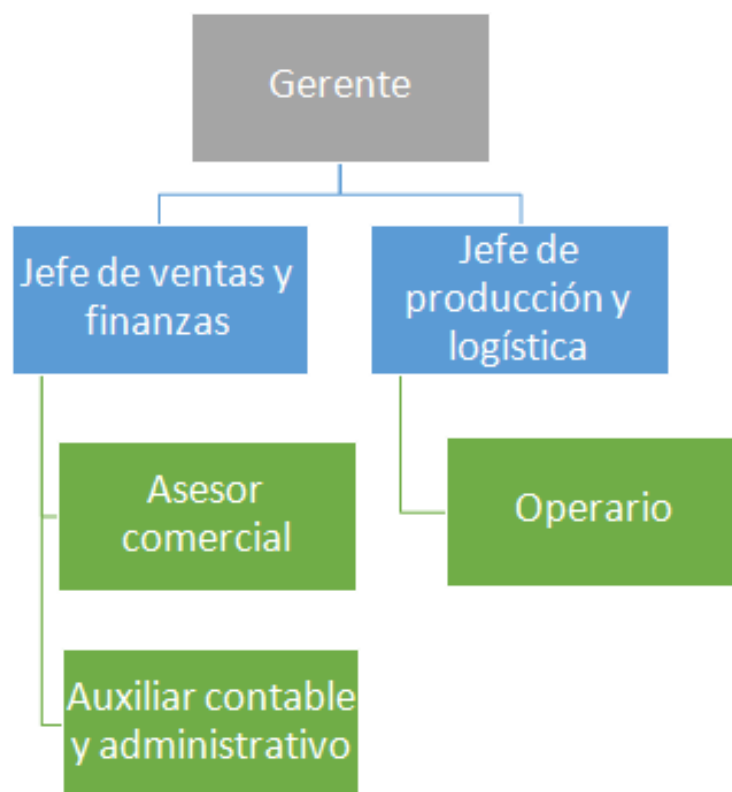 Gerente
Jefe de ventas y
finanzas
Jefe de
producción y
logística
Asesor
comercial
Operario
Auxiliar contable
y administrativo